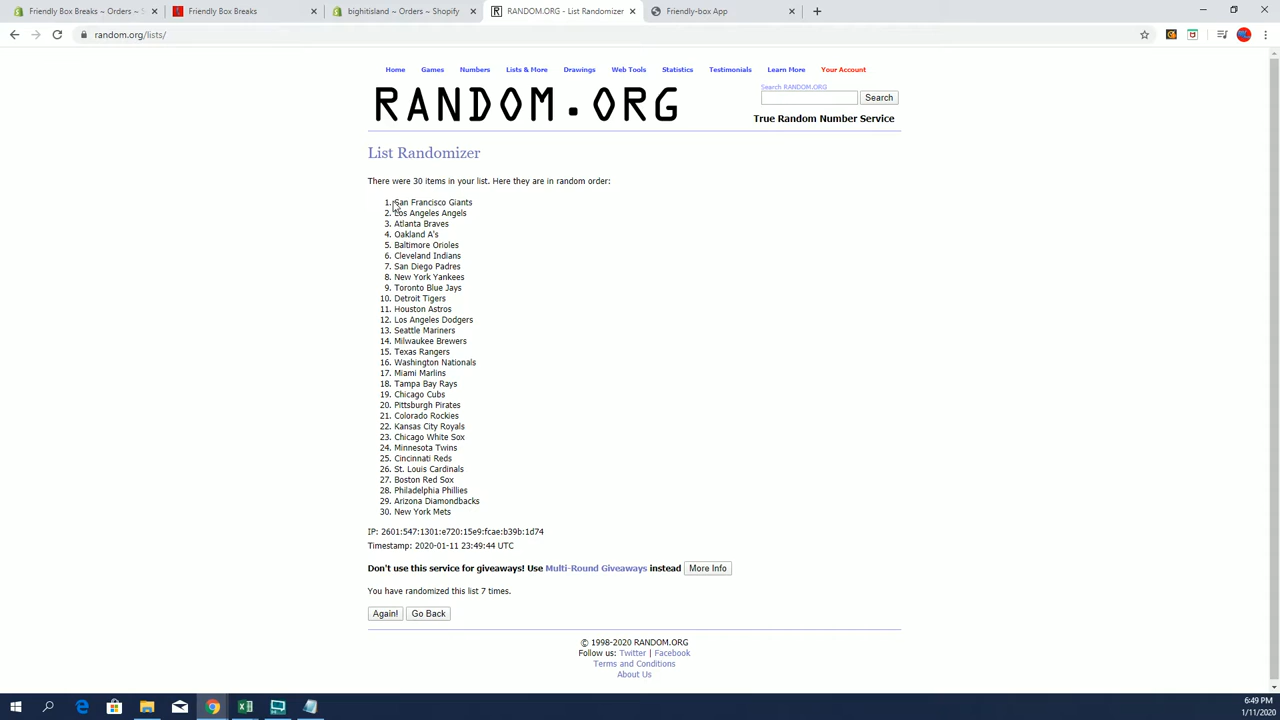 Friendly Box Breaks ~ Orders ~ S
Friendly Box Breaks
bighitisland ~ Orders ~ Shopify
RANDOM.ORG - List Randomizer
Friendly-box App
random.org/lists/
Home Games Numbers Lists & More Drawings Web Tools Statistics Testimonials Learn More Your Account
RANDOM.ORG
Search RANDOM.ORG
Search
True Random Number Service
List Randomizer
There were 30 items in your list. Here they are in random order:
1. San Francisco Giants
2. Los Angeles Angels
3. Atlanta Braves
4. Oakland A's
5. Baltimore Orioles
6. Cleveland Indians
7. San Diego Padres
8. New York Yankees
9. Toronto Blue Jays
10. Detroit Tigers
11. Houston Astros
12. Los Angeles Dodgers
13. Seattle Mariners
14. Milwaukee Brewers
15. Texas Rangers
16. Washington Nationals
17. Miami Marlins
18. Tampa Bay Rays
19. Chicago Cubs
20. Pittsburgh Pirates
21. Colorado Rockies
22. Kansas City Royals
23. Chicago White Sox
24. Minnesota Twins
25. Cincinnati Reds
26. St. Louis Cardinals
27. Boston Red Sox
28. Philadelphia Phillies
29. Arizona Diamondbacks
30. New York Mets
IP: 2601:547:1301:e720:15e9:fcae:b39b:1d74
Timestamp: 2020-01-11 23:49:44 UTC
Don't use this service for giveaways! Use Multi-Round Giveaways instead More Info
You have randomized this list 7 times.
Again! Go Back
© 1998-2020 RANDOM.ORG
Follow us: Twitter | Facebook
Terms and Conditions
About Us
6:49 PM
1/11/2020